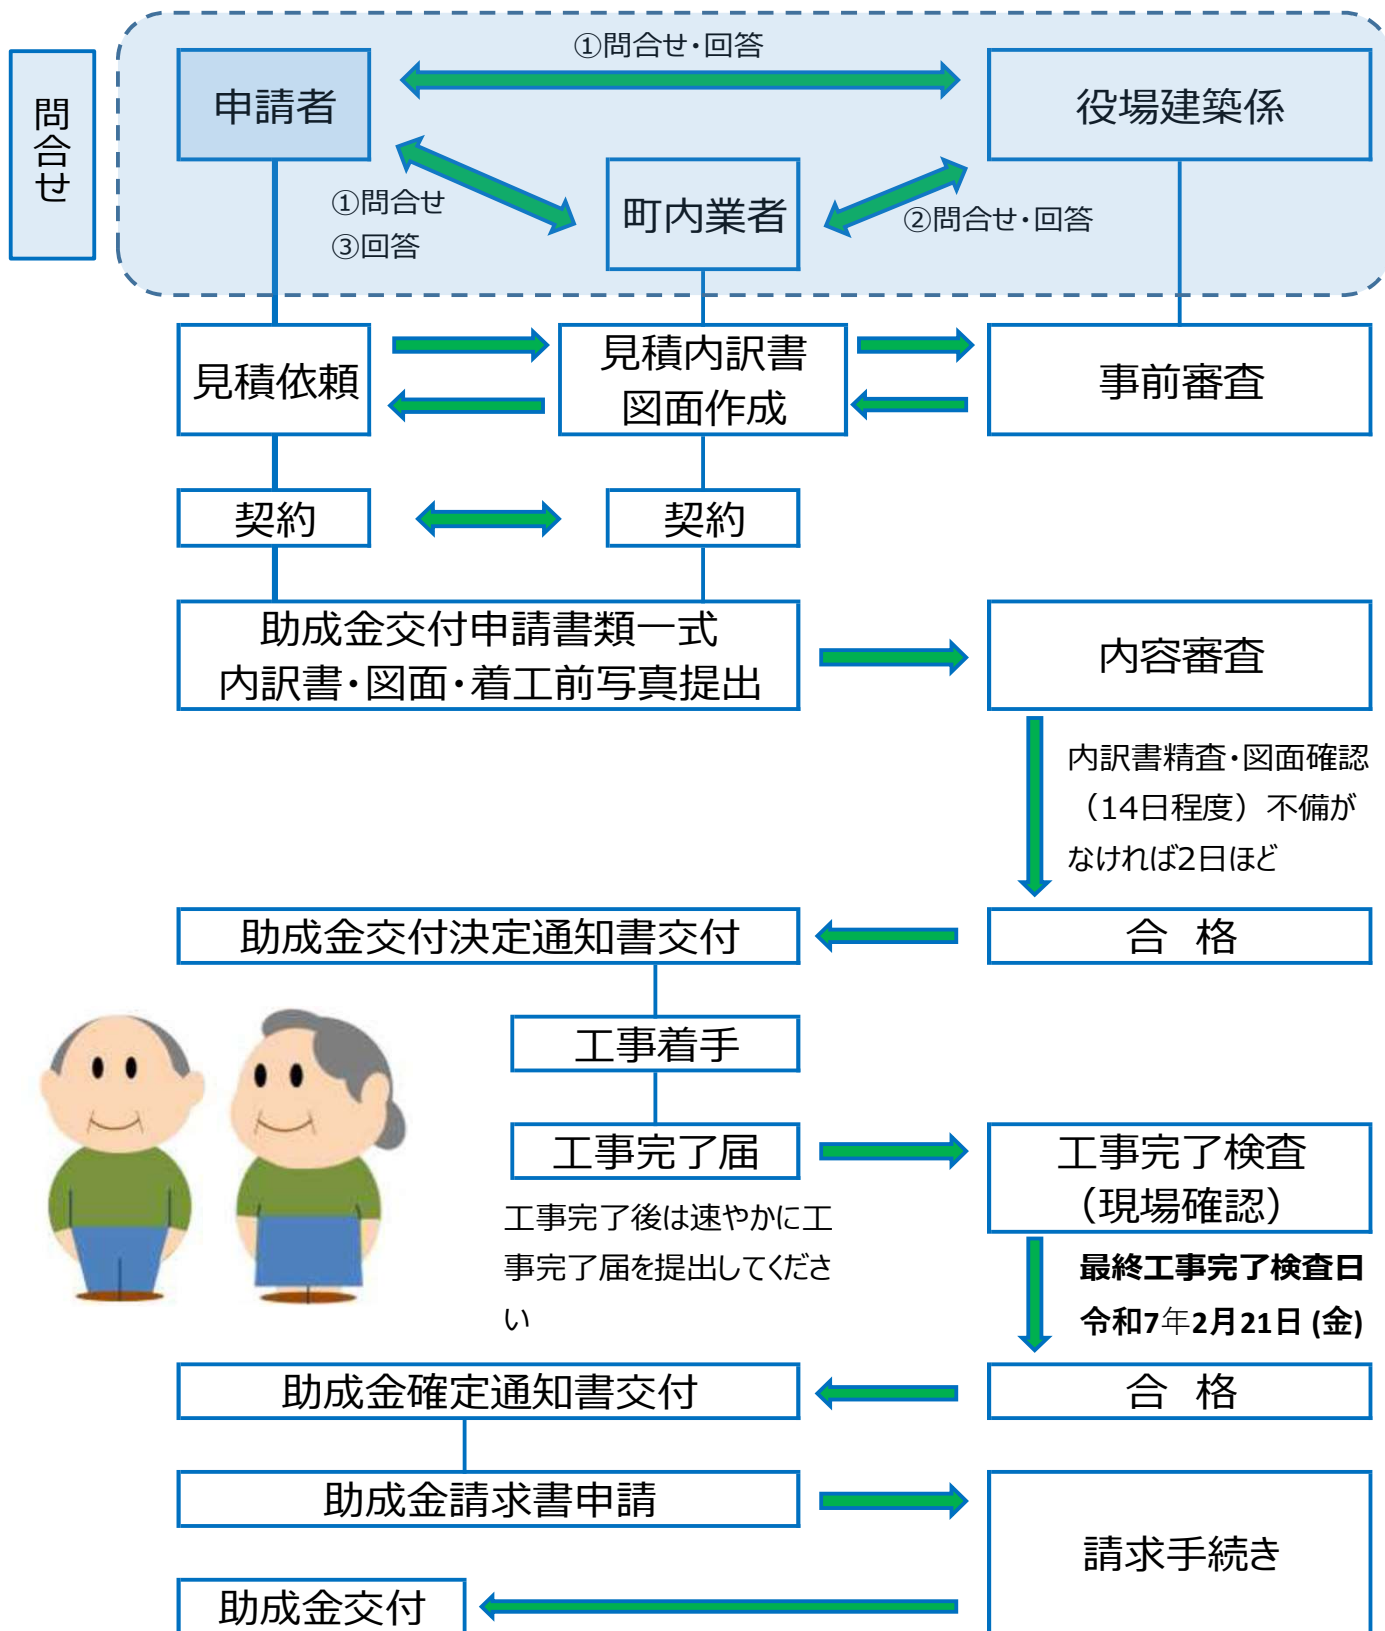 問合せ
①問合せ・回答
申請者
役場建築係
町内業者
①問合せ
③回答
②問合せ・回答
見積依頼
見積内訳書
図面作成
事前審査
契約
契約
助成金交付申請書類一式
内訳書・図面・着工前写真提出
内容審査
内訳書精査・図面確認
（14日程度）不備が
なければ2日ほど
助成金交付決定通知書交付
合 格
工事着手
工事完了届
工事完了検査
（現場確認）
工事完了後は速やかに工
事完了届を提出してくださ
い
最終工事完了検査日
令和7年2月21日 (金)
助成金確定通知書交付
合 格
助成金請求書申請
請求手続き
助成金交付